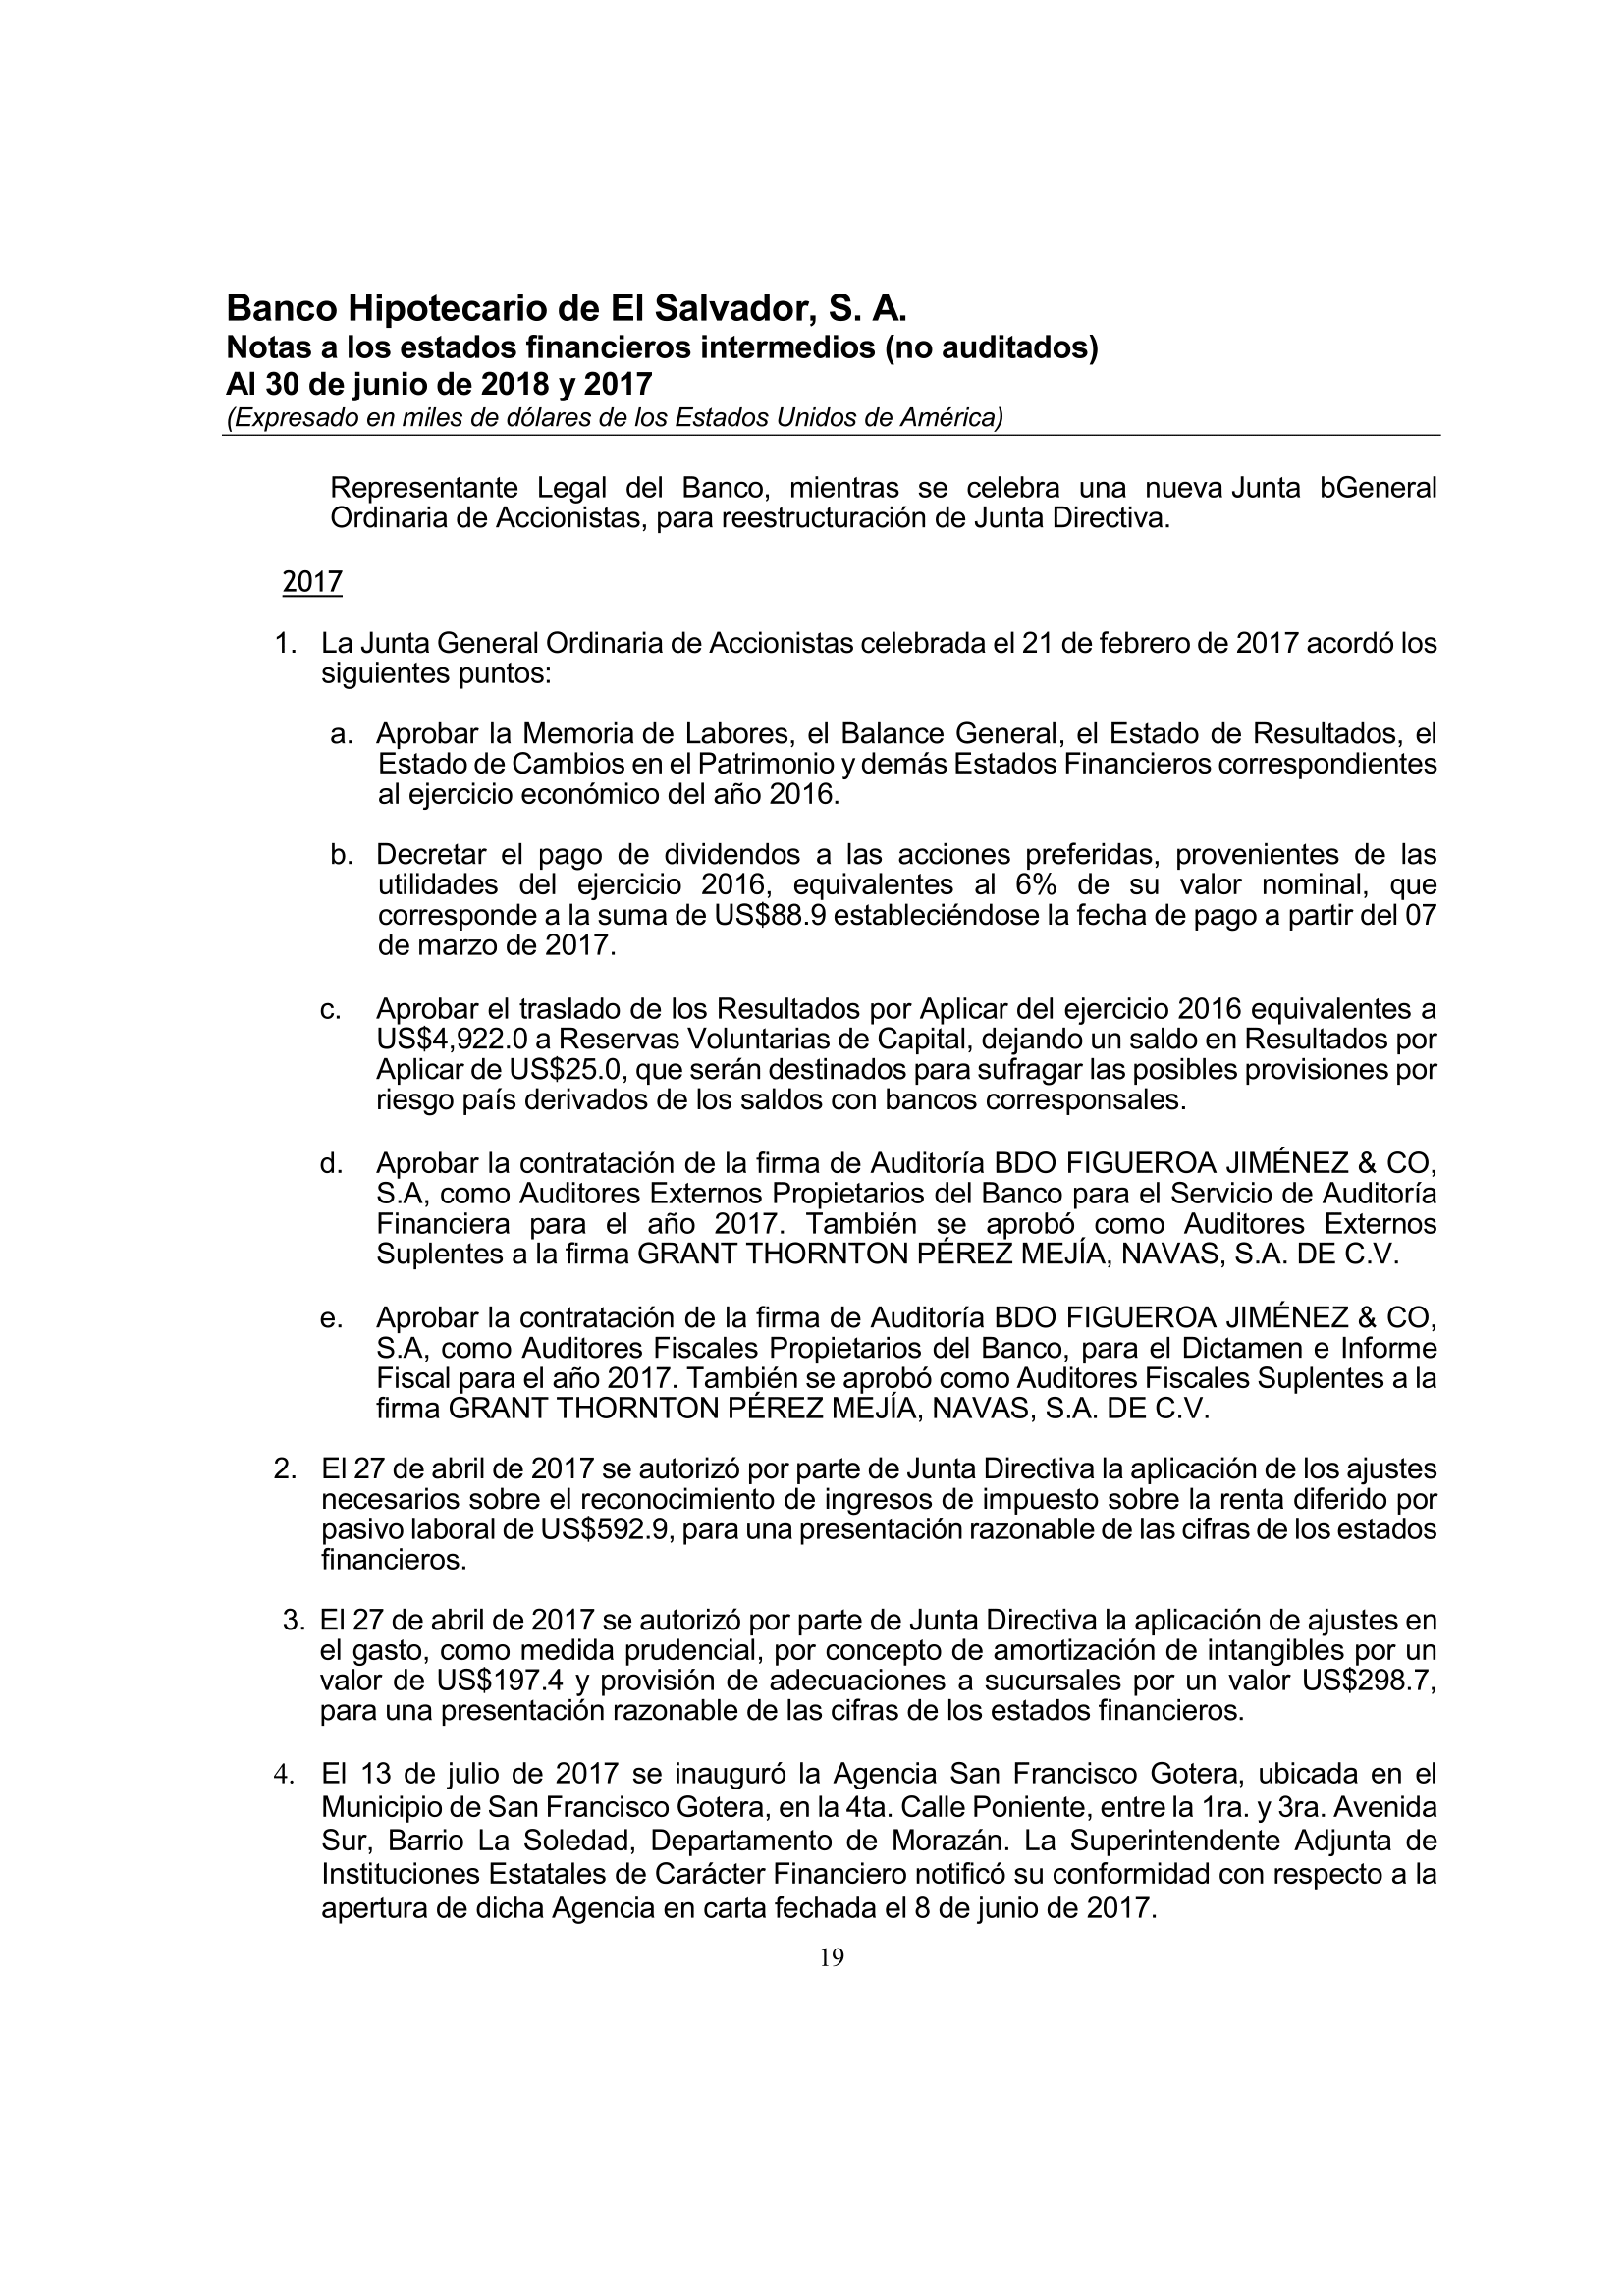 Banco Hipotecario de El Salvador, S. A.
Notas a los estados financieros intermedios (no auditados)
Al 30 de junio de 2018 y 2017
(Expresado en miles de dólares de los Estados Unidos de América)
Representante Legal del Banco, mientras se celebra una nueva Junta bGeneral
Ordinaria de Accionistas, para reestructuración de Junta Directiva.
2017
1. La Junta General Ordinaria de Accionistas celebrada el 21 de febrero de 2017 acordó los
siguientes puntos:
a. Aprobar la Memoria de Labores, el Balance General, el Estado de Resultados, el
Estado de Cambios en el Patrimonio y demás Estados Financieros correspondientes
al ejercicio económico del año 2016.
b. Decretar el pago de dividendos a las acciones preferidas, provenientes de las
utilidades del ejercicio 2016, equivalentes al 6% de su valor nominal, que
corresponde a la suma de US$88.9 estableciéndose la fecha de pago a partir del 07
de marzo de 2017.
c. Aprobar el traslado de los Resultados por Aplicar del ejercicio 2016 equivalentes a
US$4,922.0 a Reservas Voluntarias de Capital, dejando un saldo en Resultados por
Aplicar de US$25.0, que serán destinados para sufragar las posibles provisiones por
riesgo país derivados de los saldos con bancos corresponsales.
d. Aprobar la contratación de la firma de Auditoría BDO FIGUEROA JIMÉNEZ & CO,
S.A, como Auditores Externos Propietarios del Banco para el Servicio de Auditoría
Financiera para el año 2017. También se aprobó como Auditores Externos
Suplentes a la firma GRANT THORNTON PÉREZ MEJÍA, NAVAS, S.A. DE C.V.
e. Aprobar la contratación de la firma de Auditoría BDO FIGUEROA JIMÉNEZ & CO,
S.A, como Auditores Fiscales Propietarios del Banco, para el Dictamen e Informe
Fiscal para el año 2017. También se aprobó como Auditores Fiscales Suplentes a la
firma GRANT THORNTON PÉREZ MEJÍA, NAVAS, S.A. DE C.V.
2. El 27 de abril de 2017 se autorizó por parte de Junta Directiva la aplicación de los ajustes
necesarios sobre el reconocimiento de ingresos de impuesto sobre la renta diferido por
pasivo laboral de US$592.9, para una presentación razonable de las cifras de los estados
financieros.
3. El 27 de abril de 2017 se autorizó por parte de Junta Directiva la aplicación de ajustes en
el gasto, como medida prudencial, por concepto de amortización de intangibles por un
valor de US$197.4 y provisión de adecuaciones a sucursales por un valor US$298.7,
para una presentación razonable de las cifras de los estados financieros.
4. El 13 de julio de 2017 se inauguró la Agencia San Francisco Gotera, ubicada en el
Municipio de San Francisco Gotera, en la 4ta. Calle Poniente, entre la 1ra. y 3ra. Avenida
Sur, Barrio La Soledad, Departamento de Morazán. La Superintendente Adjunta de
Instituciones Estatales de Carácter Financiero notificó su conformidad con respecto a la
apertura de dicha Agencia en carta fechada el 8 de junio de 2017.
19